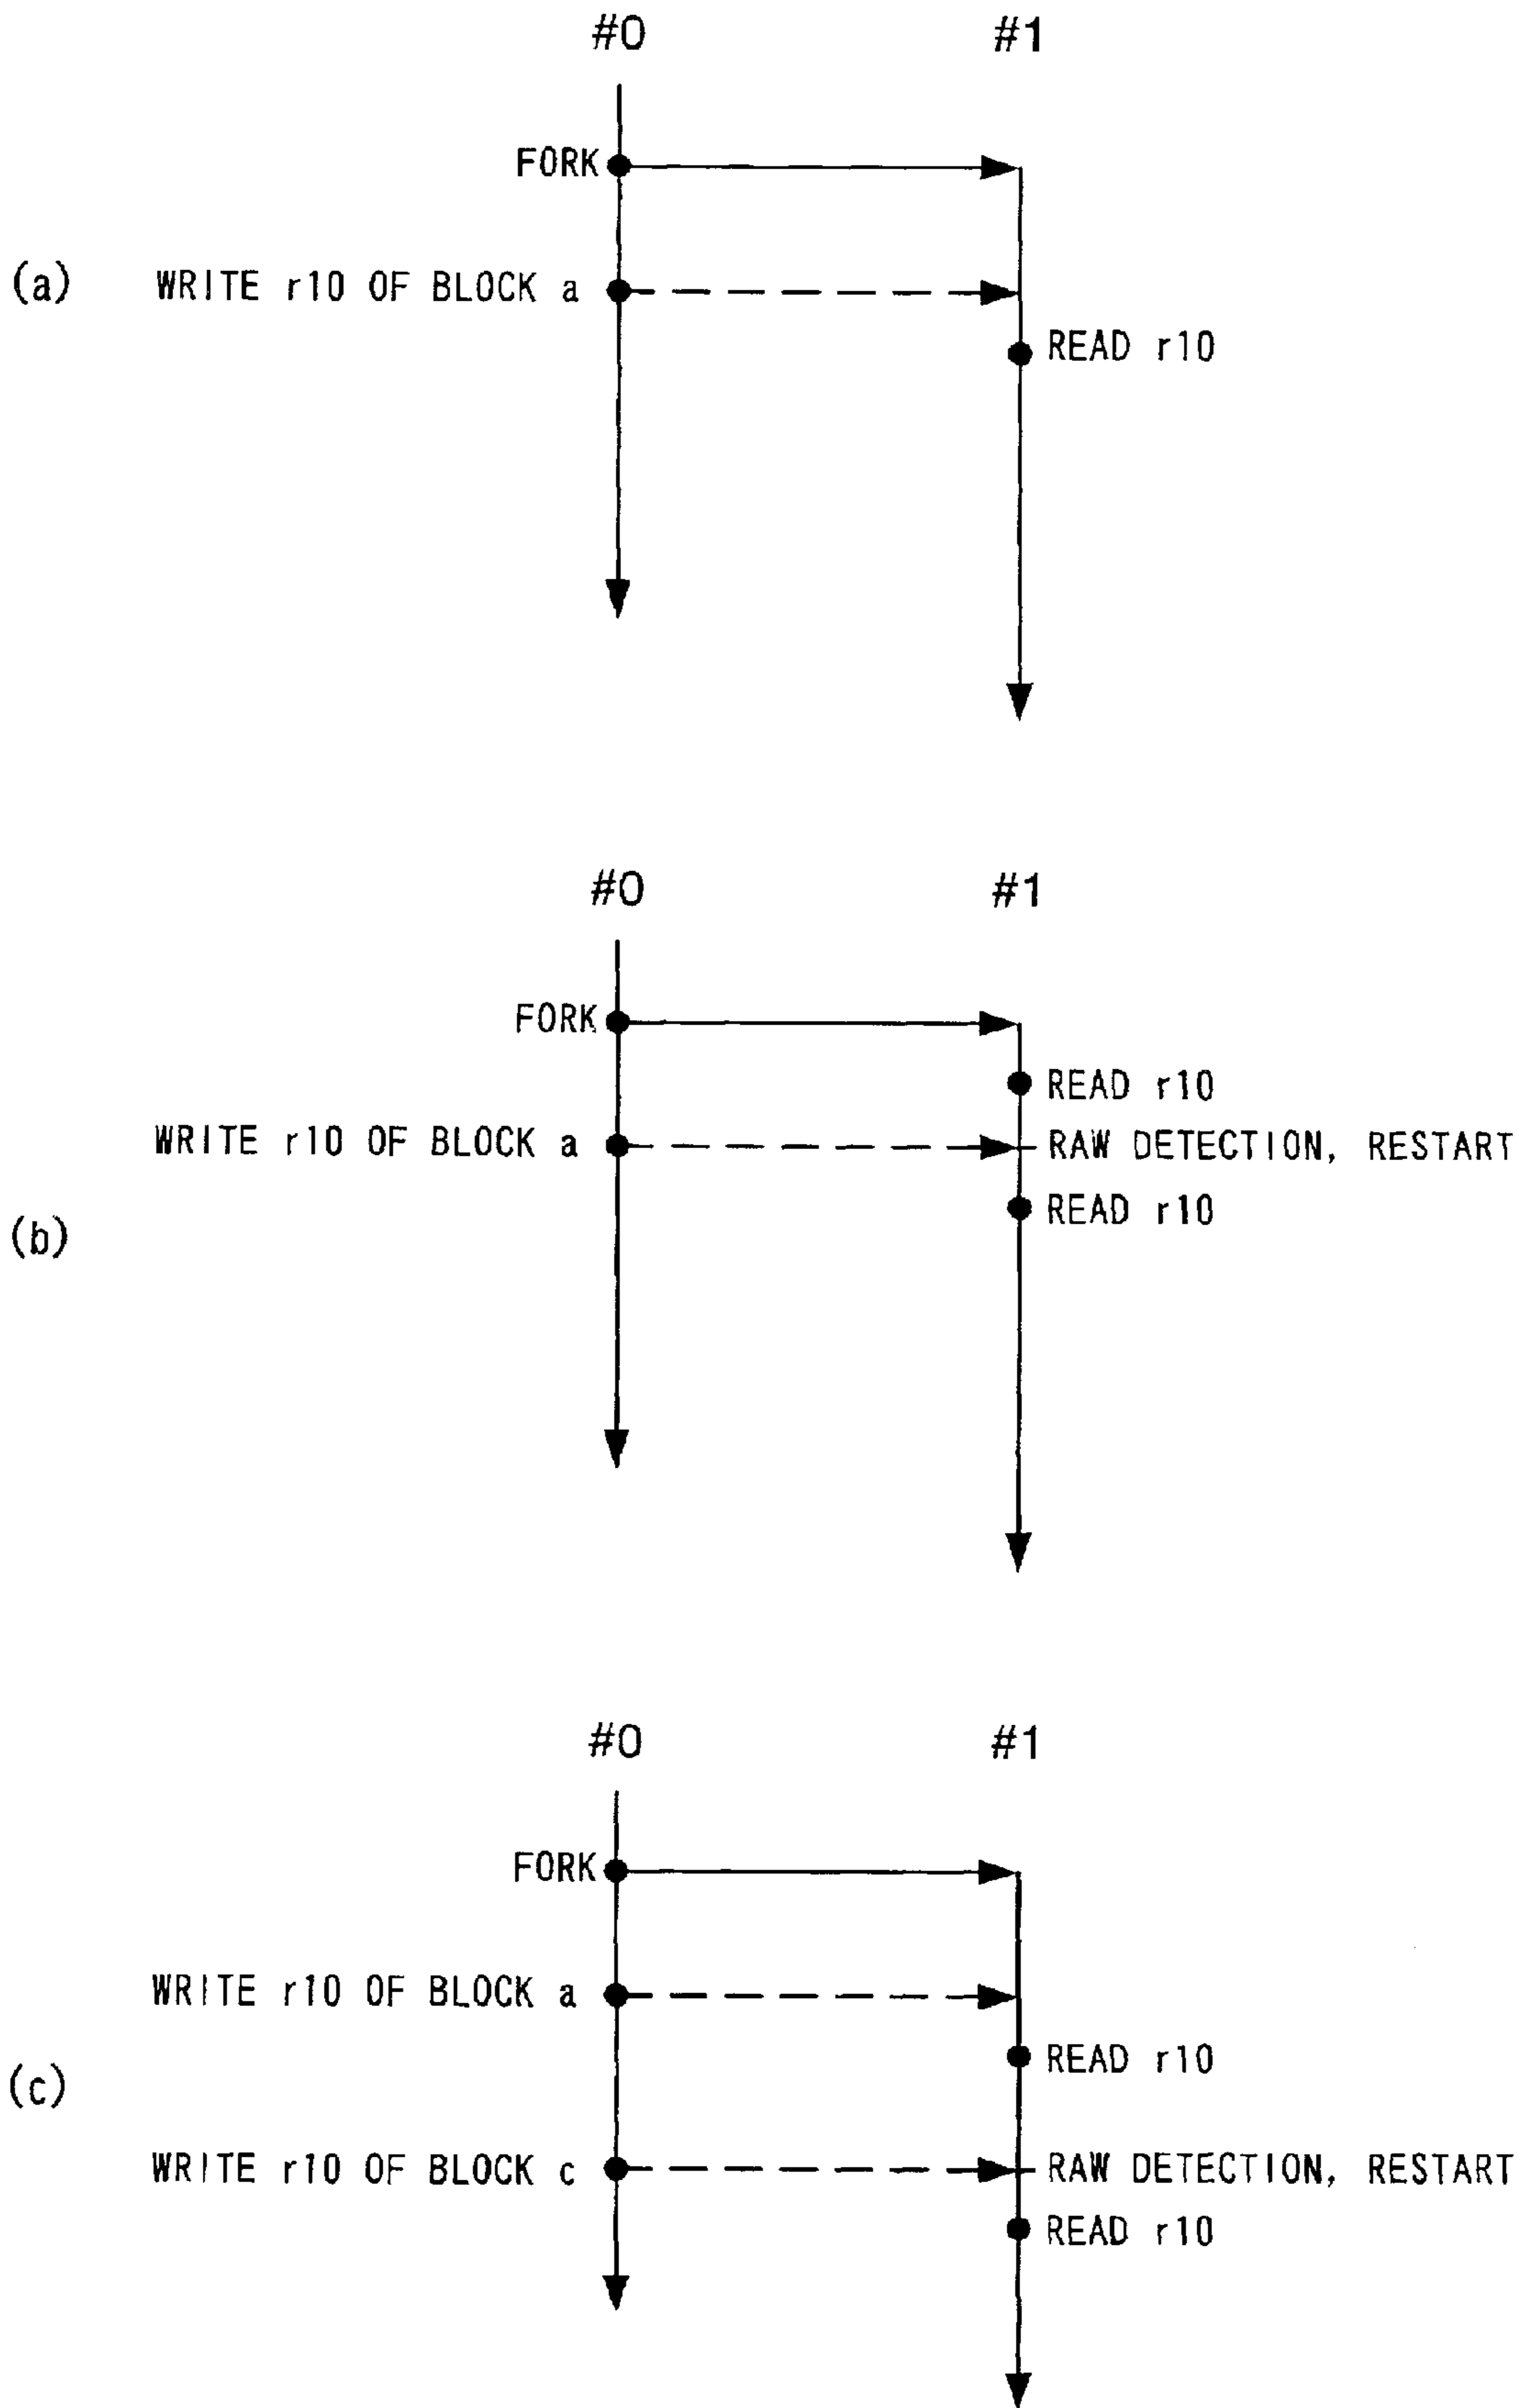 #0 #1
FORK
(a) WRITE r10 OF BLOCK a
READ r10
#0 #1
FORK
READ r10
WRITE r10 OF BLOCK a RAW DETECTION, RESTART
READ r10
(b)
#0 #1
FORK
WRITE r10 OF BLOCK a
READ r10
(c)
WRITE r10 OF BLOCK c RAW DETECTION, RESTART
READ r10